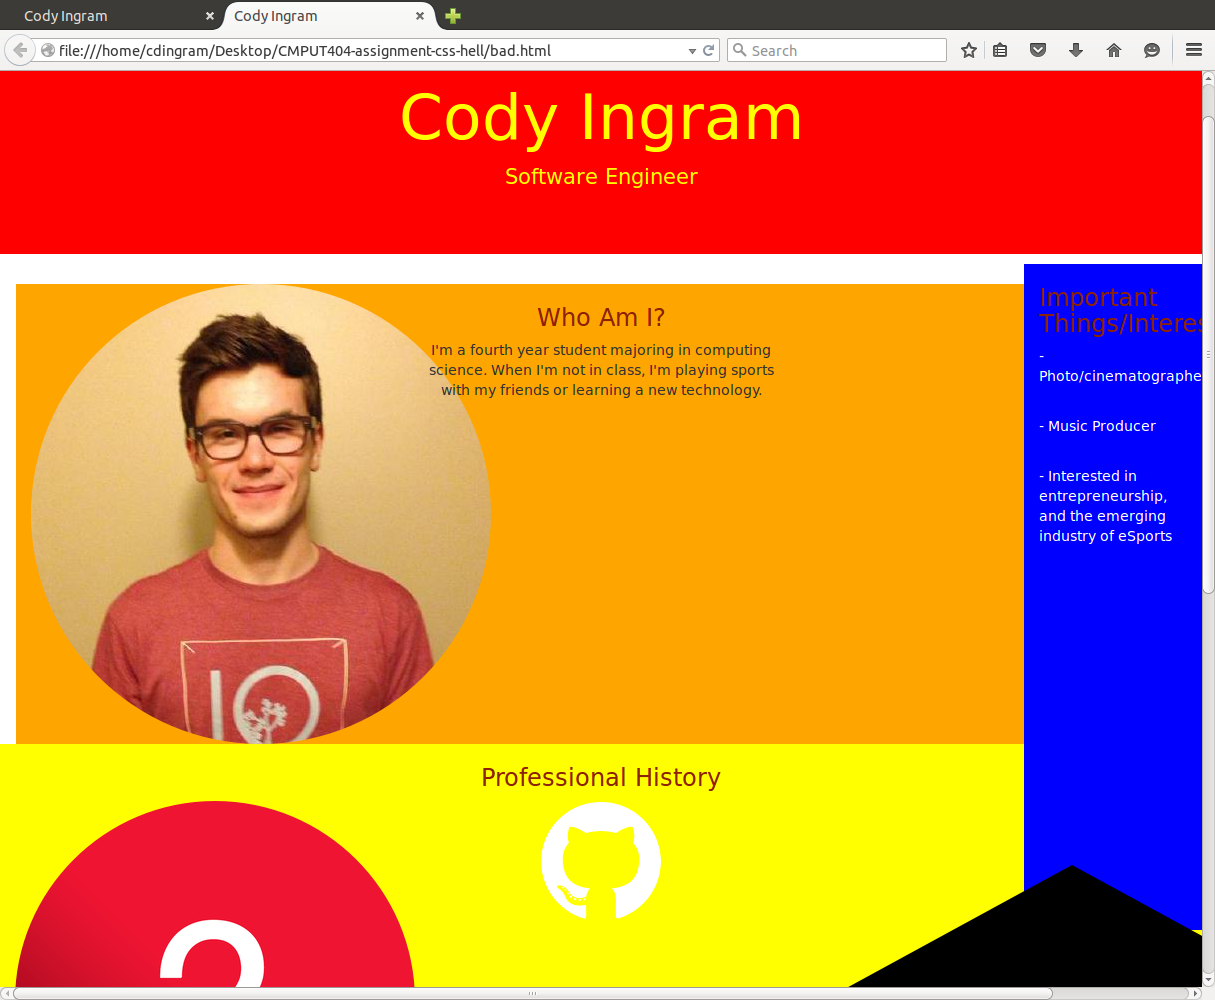 Cody Ingram
Cody Ingram
file:///home/cdingram/Desktop/CMPUT404-assignment-css-hell/bad.html
Search
Cody Ingram
Software Engineer
Who Am I?
I'm a fourth year student majoring in computing
science. When I'm not in class, I'm playing sports
with my friends or learning a new technology.
Important
Things/Interes
-
Photo/cinematographe
- Music Producer
- Interested in
entrepreneurship,
and the emerging
industry of eSports
Professional History